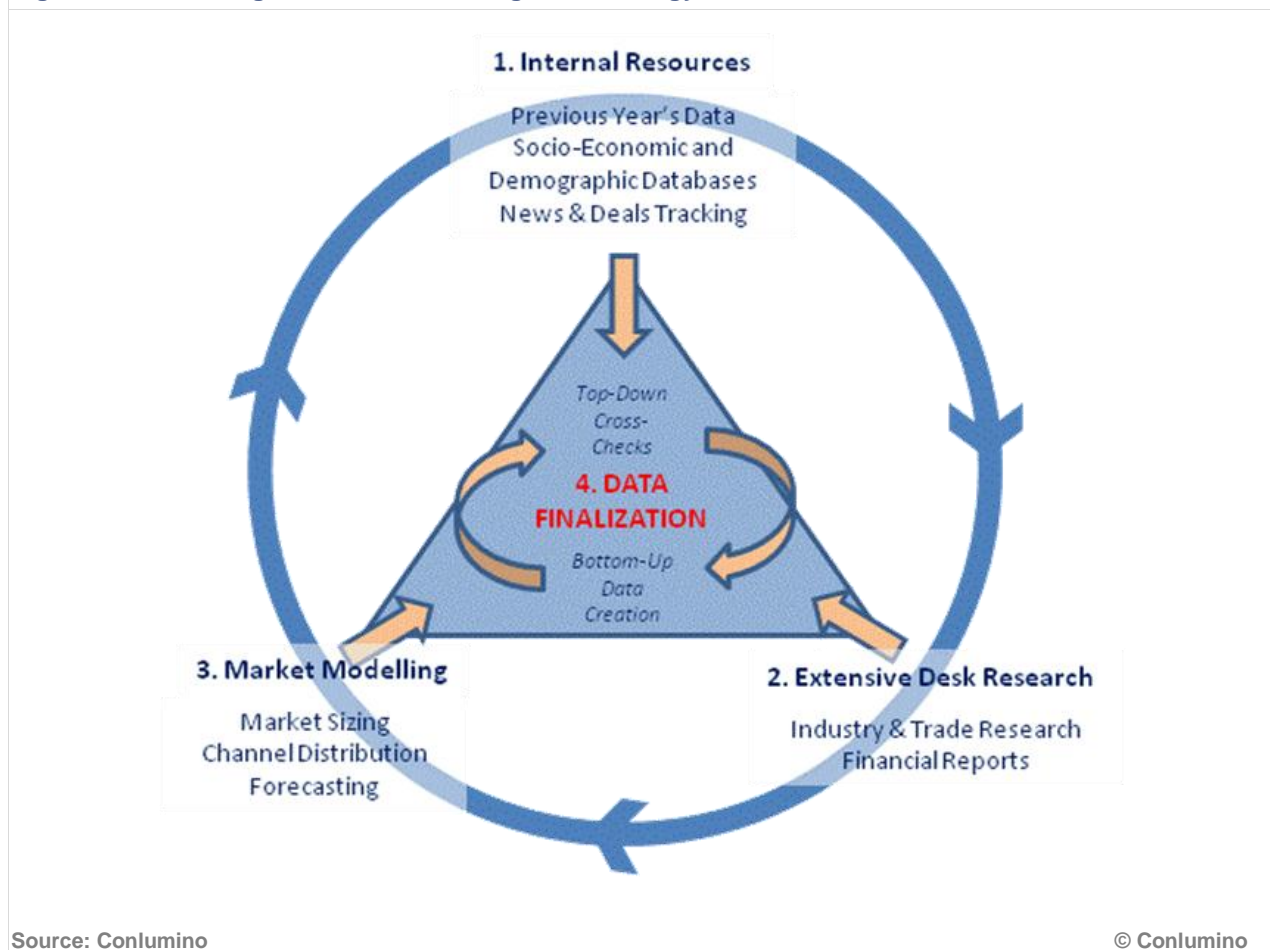 1. Internal Resources
Previous Year's Data
Socio-Economic and
Demographic Databases
News & Deals Tracking
Top-Down
Cross-
Checks
4. DATA
FINALIZATION
Bottom-Up
Data
Creation
3. Market Modelling
Market Sizing
Channel Distribution
Forecasting
2. Extensive Desk Research
Industry & Trade Research
Financial Reports
Source: Conlumino
© Conlumino